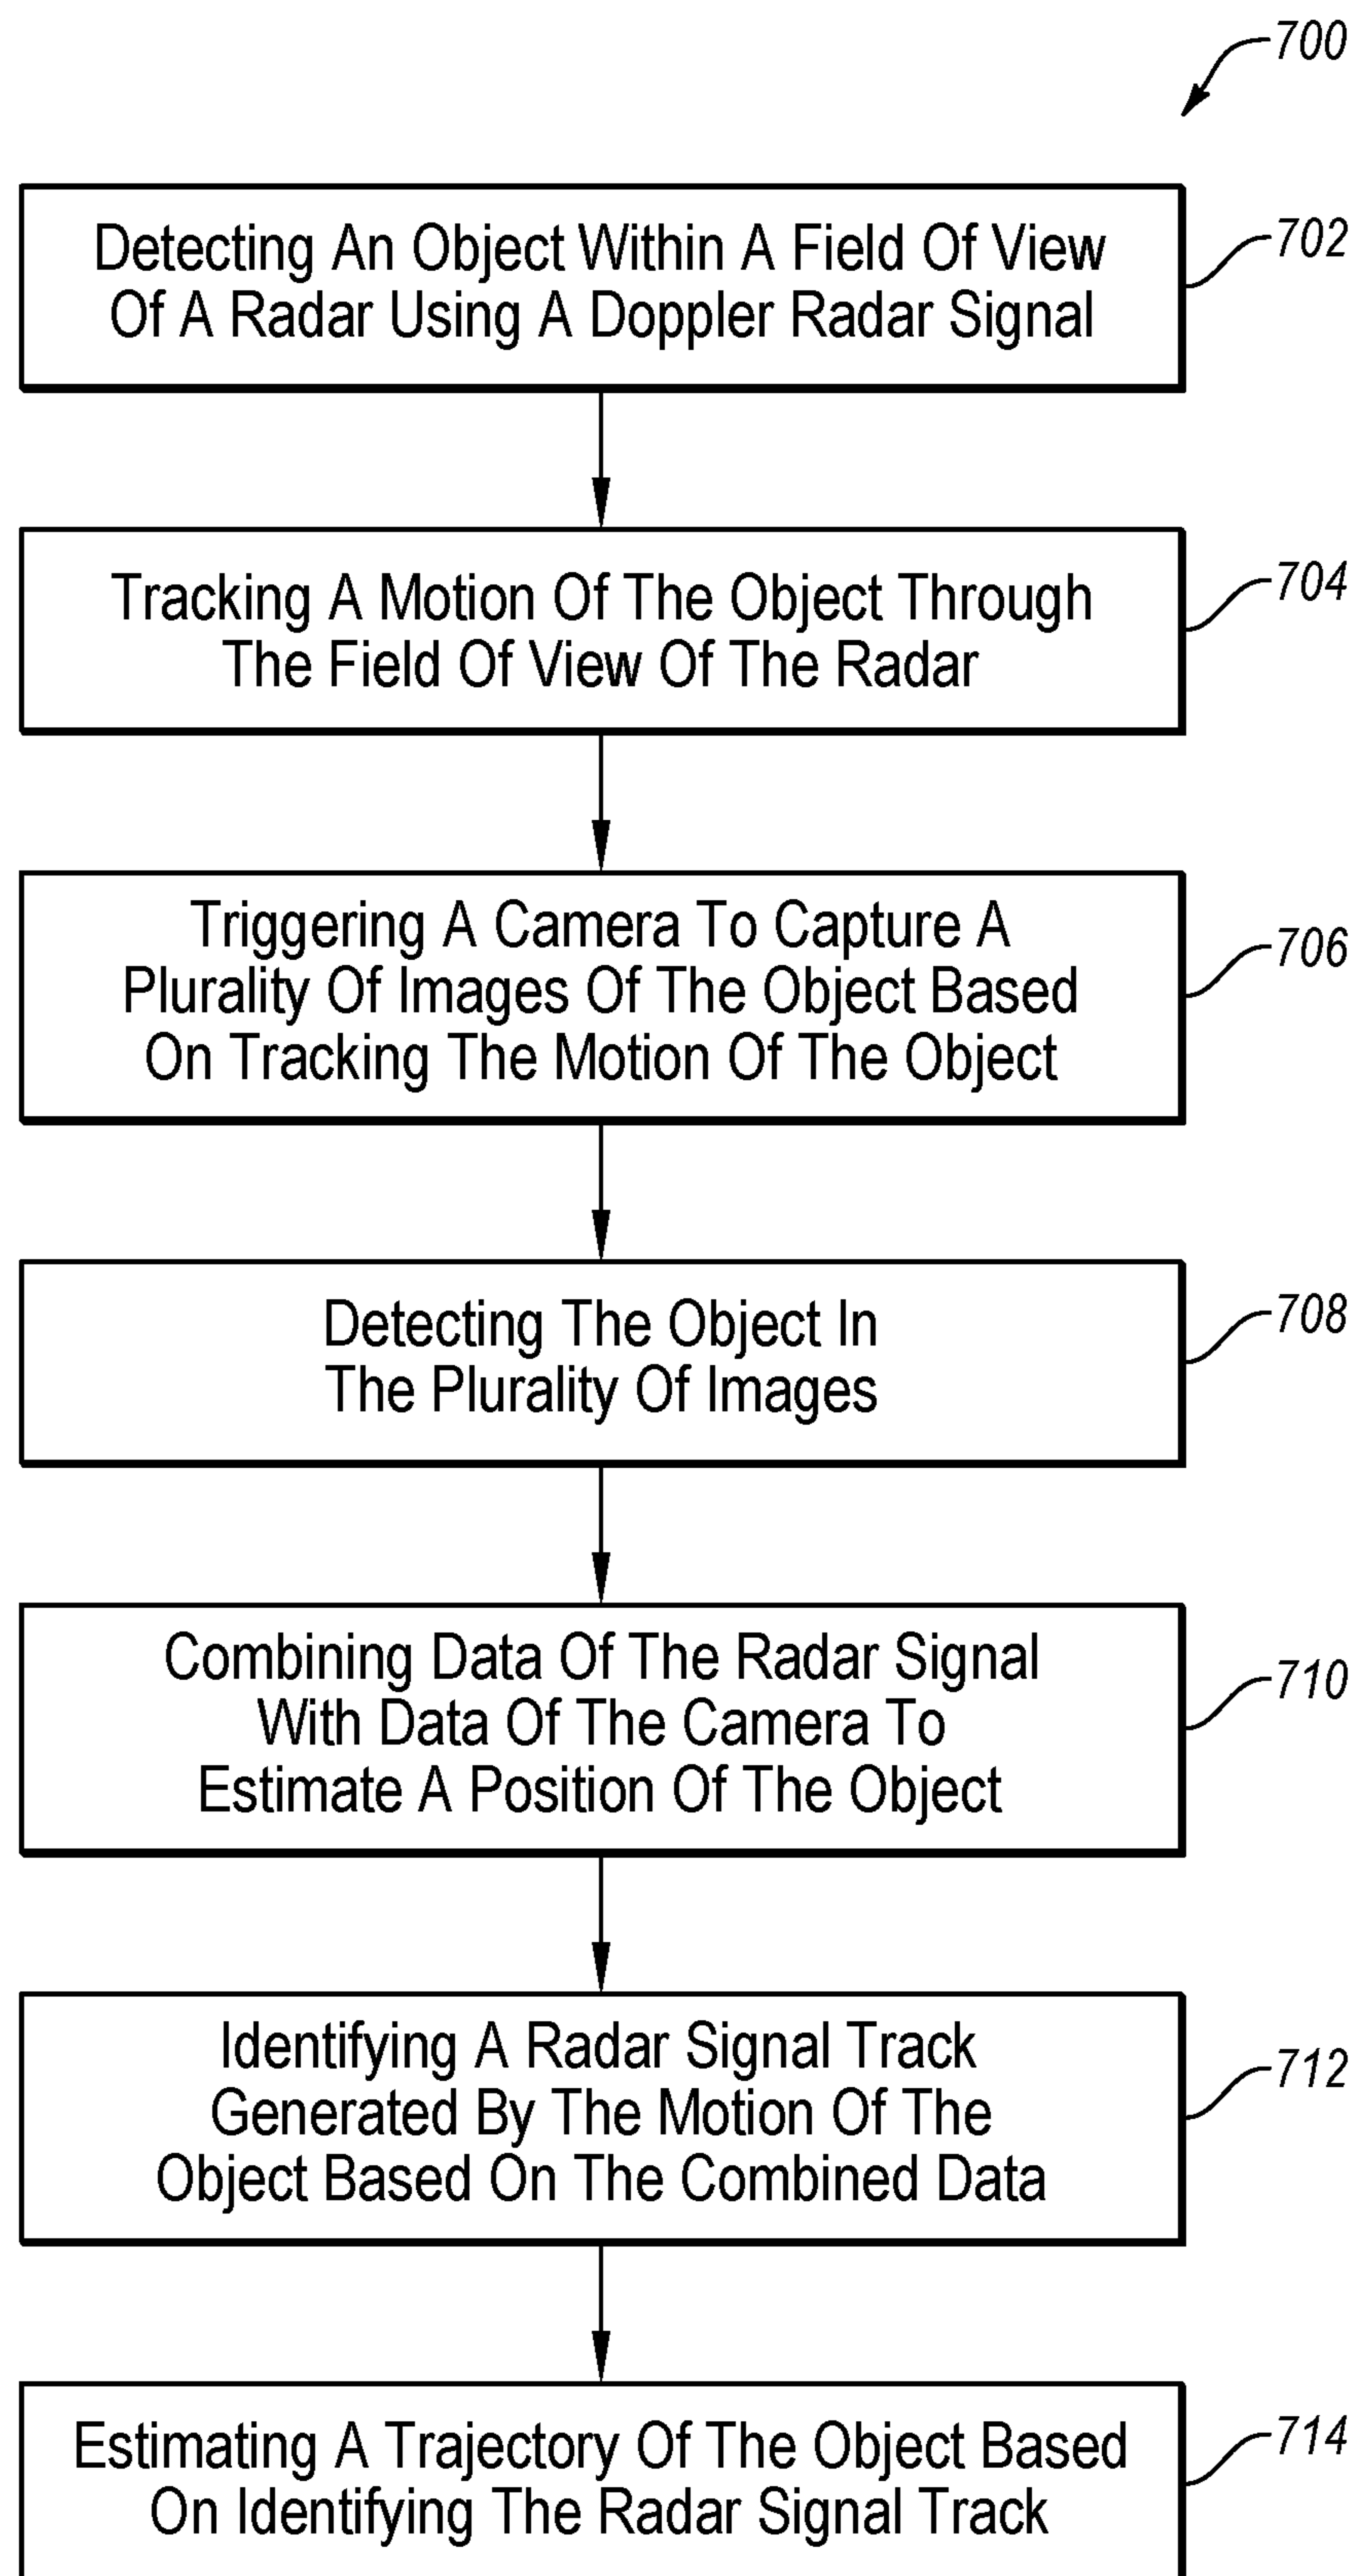 700
Detecting An Object Within A Field Of View
Of A Radar Using A Doppler Radar Signal
702
Tracking A Motion Of The Object Through
The Field Of View Of The Radar
704
Triggering A Camera To Capture A
Plurality Of Images Of The Object Based
On Tracking The Motion Of The Object
706
Detecting The Object In
The Plurality Of Images
708
Combining Data Of The Radar Signal
With Data Of The Camera To
Estimate A Position Of The Object
710
Identifying A Radar Signal Track
Generated By The Motion Of The
Object Based On The Combined Data
712
Estimating A Trajectory Of The Object Based
On Identifying The Radar Signal Track
714